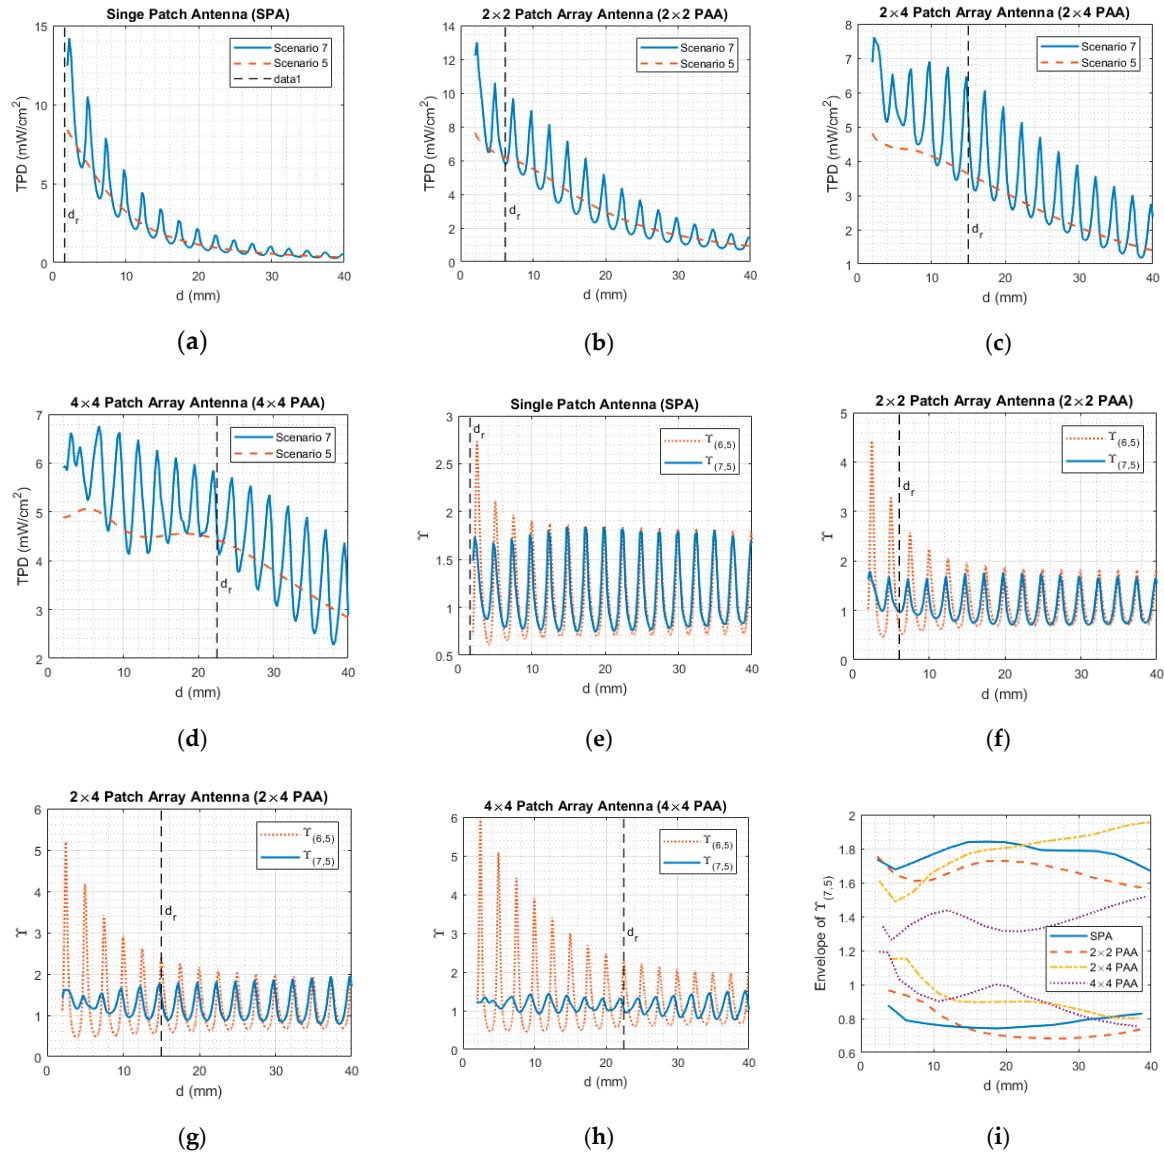 Singe Patch Antenna (SPA)
15
10
5
0
TPD (mW/cm²)
Scenario 7
Scenario 5
data1
d_r
0 10 20 30 40
d (mm)
(a)
2×2 Patch Array Antenna (2×2 PAA)
14
12
10
8
6
4
2
0
TPD (mW/cm²)
Scenario 7
Scenario 5
d_r
0 10 20 30 40
d (mm)
(b)
2×4 Patch Array Antenna (2×4 PAA)
8
7
6
5
4
3
2
1
TPD (mW/cm²)
Scenario 7
Scenario 5
d_r
0 10 20 30 40
d (mm)
(c)
4×4 Patch Array Antenna (4×4 PAA)
7
6
5
4
3
2
TPD (mW/cm²)
Scenario 7
Scenario 5
d_r
0 10 20 30 40
d (mm)
(d)
Single Patch Antenna (SPA)
3
2.5
2
1.5
1
0.5
ϒ
d_r
ϒ(6,5)
ϒ(7,5)
0 10 20 30 40
d (mm)
(e)
2×2 Patch Array Antenna (2×2 PAA)
5
4
3
2
1
0
ϒ
d_r
ϒ(6,5)
ϒ(7,5)
0 10 20 30 40
d (mm)
(f)
2×4 Patch Array Antenna (2×4 PAA)
6
5
4
3
2
1
0
ϒ
d_r
ϒ(6,5)
ϒ(7,5)
0 10 20 30 40
d (mm)
(g)
4×4 Patch Array Antenna (4×4 PAA)
6
5
4
3
2
1
0
ϒ
d_r
ϒ(6,5)
ϒ(7,5)
0 10 20 30 40
d (mm)
(h)
2
1.8
1.6
1.4
1.2
1
0.8
0.6
Envelope of ϒ(7,5)
SPA
2×2 PAA
2×4 PAA
4×4 PAA
0 10 20 30 40
d (mm)
(i)